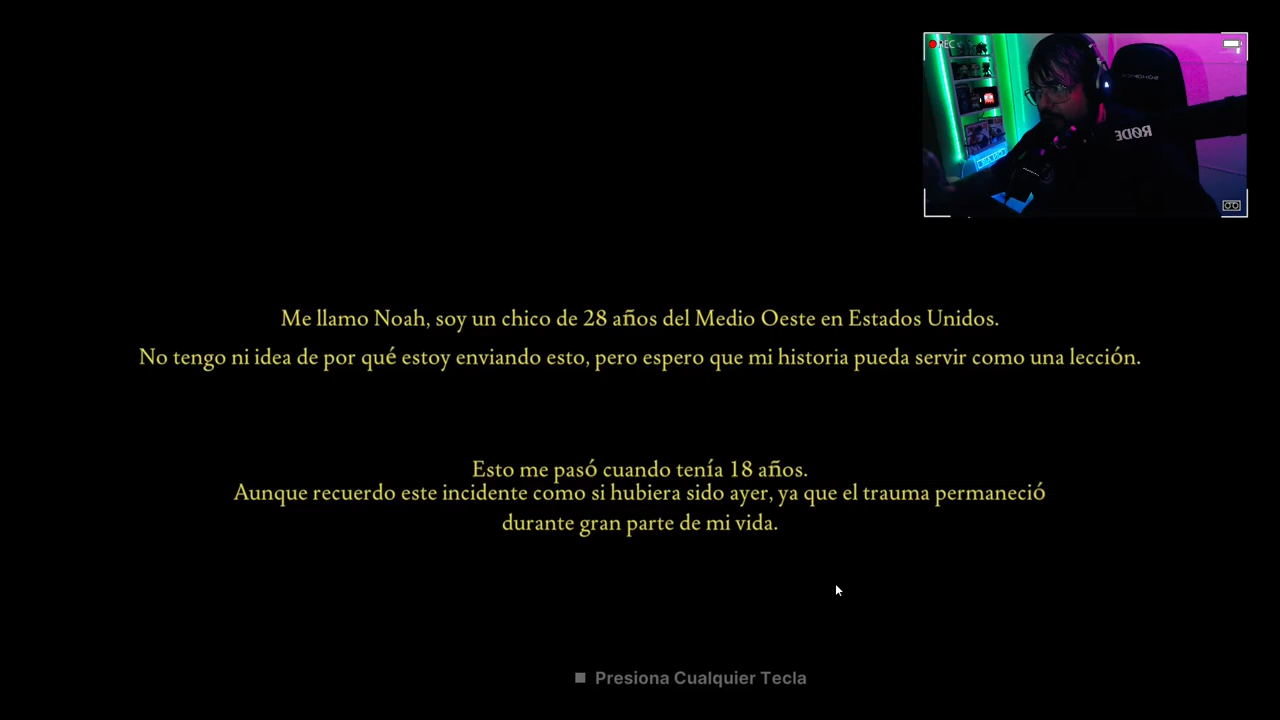 REC
RØDE
Me llamo Noah, soy un chico de 28 años del Medio Oeste en Estados Unidos.
No tengo ni idea de por qué estoy enviando esto, pero espero que mi historia pueda servir como una lección.
Esto me pasó cuando tenía 18 años.
Aunque recuerdo este incidente como si hubiera sido ayer, ya que el trauma permaneció
durante gran parte de mi vida.
Presiona Cualquier Tecla